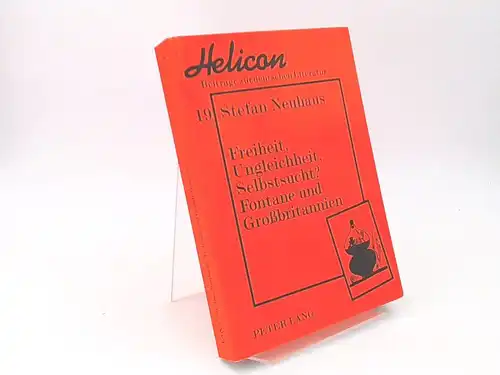 Helicon
Beiträge zur deutschen Literatur
19 Stefan Neuhaus
Freiheit,
Ungleichheit,
Selbstsucht?
Fontane und
Großbritannien
PETER LANG